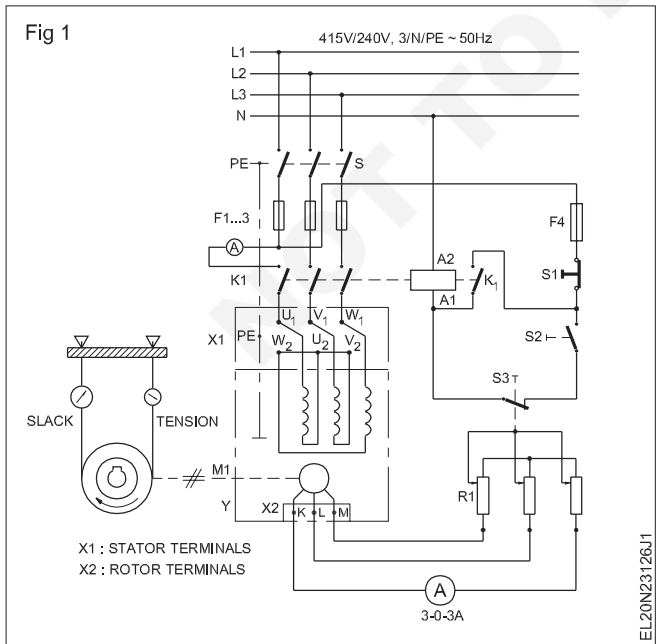 Fig 1
415V/240V, 3/N/PE ~ 50Hz
L1
L2
L3
N
PE
S
F1...3
F4
A
A2
K1
K1
S1
A1
U1 V1 W1
X1 PE
W2 U2 V2
S2
S3
SLACK
TENSION
M1
R1
Y
X2 K L M
X1 : STATOR TERMINALS
X2 : ROTOR TERMINALS
A
3-0-3A
EL20N23126J1
NOT TO